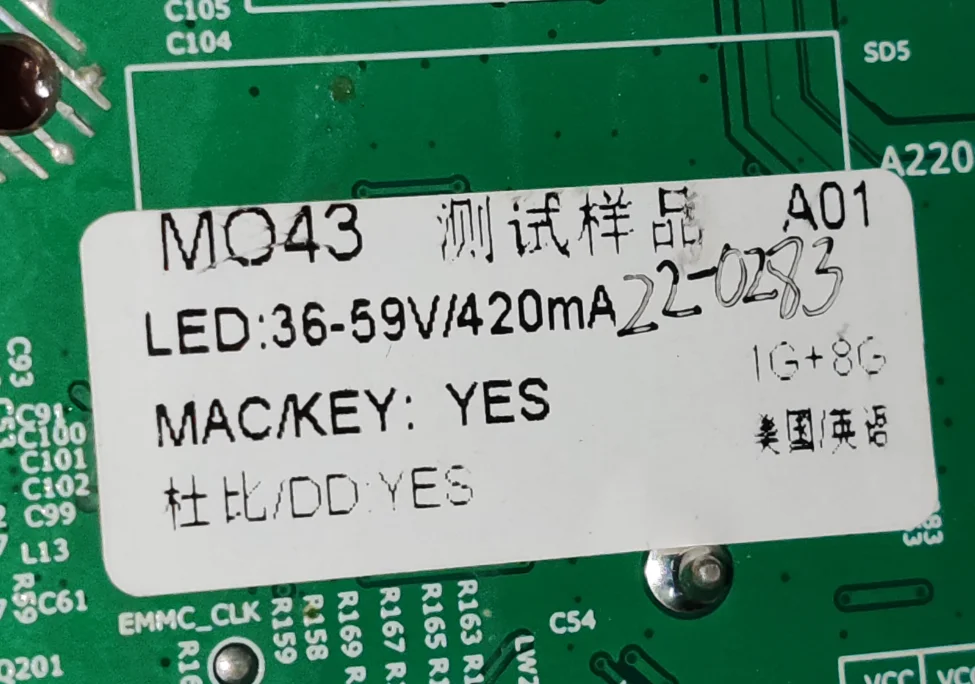 C105
C104
SD5
A220
MO43 测试样品 A01
LED:36-59V/420mA 22-0283
1G+8G
MAC/KEY: YES
美国/英语
杜比/DD:YES
C93
C91
C100
C101
C102
C99
L13
R59
C61
EMMC_CLK
R159
R158
R169
R167
R165
R163
C54
Q201
VCC